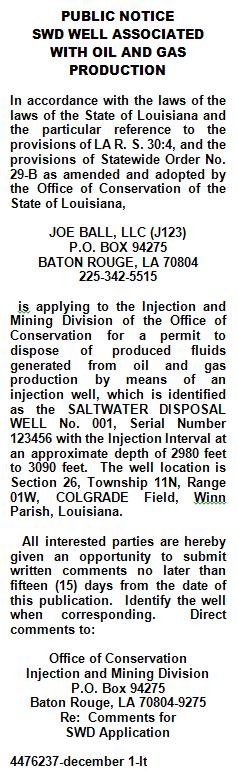 PUBLIC NOTICE
SWD WELL ASSOCIATED
WITH OIL AND GAS
PRODUCTION
In accordance with the laws of the
laws of the State of Louisiana and
the particular reference to the
provisions of LA R. S. 30:4, and the
provisions of Statewide Order No.
29-B as amended and adopted by
the Office of Conservation of the
State of Louisiana,
JOE BALL, LLC (J123)
P.O. BOX 94275
BATON ROUGE, LA 70804
225-342-5515
is applying to the Injection and
Mining Division of the Office of
Conservation for a permit to
dispose of produced fluids
generated from oil and gas
production by means of an
injection well, which is identified
as the SALTWATER DISPOSAL
WELL No. 001, Serial Number
123456 with the Injection Interval at
an approximate depth of 2980 feet
to 3090 feet. The well location is
Section 26, Township 11N, Range
01W, COLGRADE Field, Winn
Parish, Louisiana.
All interested parties are hereby
given an opportunity to submit
written comments no later than
fifteen (15) days from the date of
this publication. Identify the well
when corresponding. Direct
comments to:
Office of Conservation
Injection and Mining Division
P.O. Box 94275
Baton Rouge, LA 70804-9275
Re: Comments for
SWD Application
4476237-december 1-lt